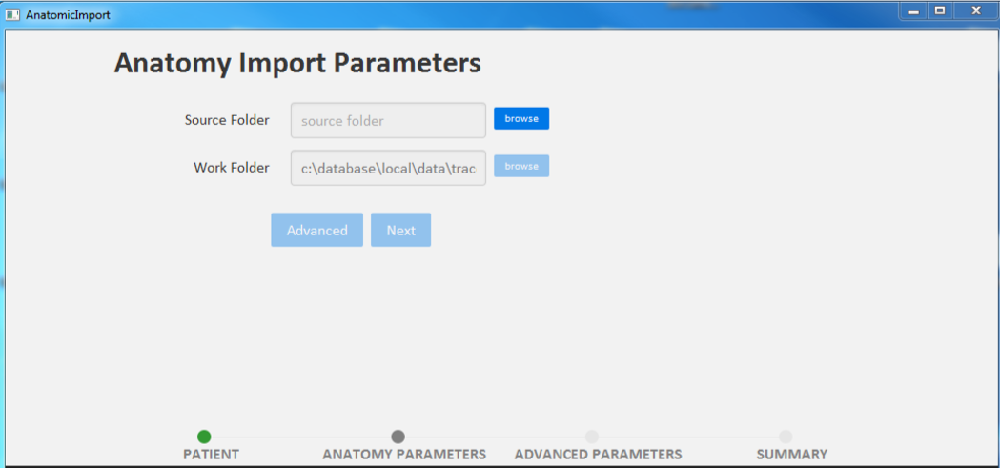 AnatomicImport
Anatomy Import Parameters
Source Folder source folder browse
Work Folder c:\database\local\data\trac browse
Advanced Next
PATIENT ANATOMY PARAMETERS ADVANCED PARAMETERS SUMMARY